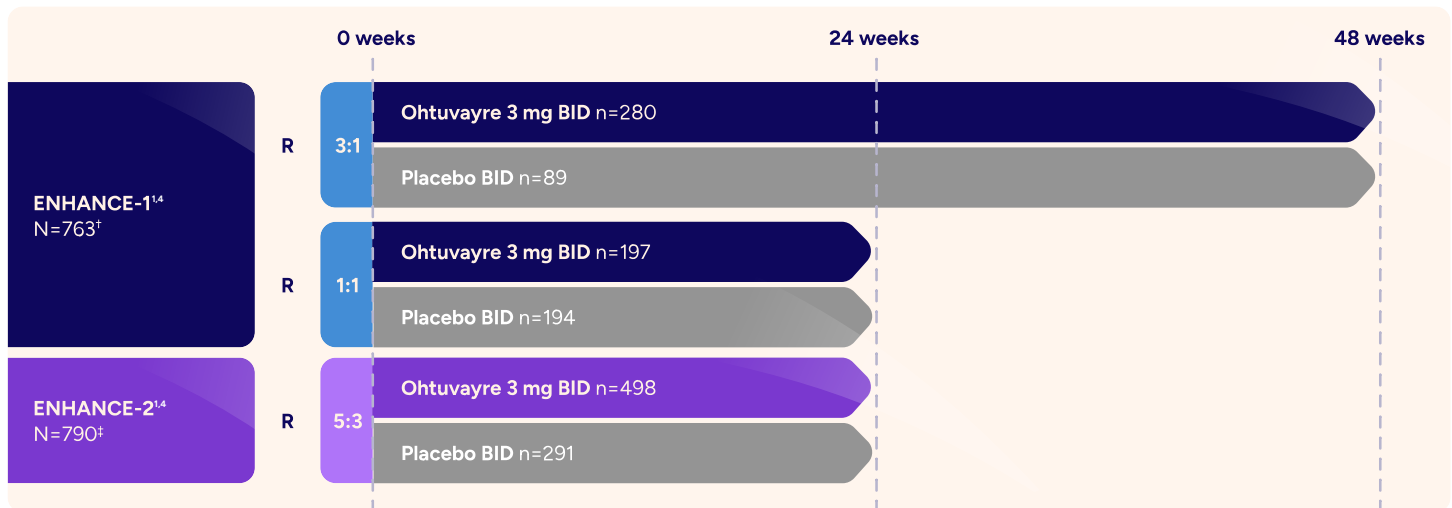 0 weeks
24 weeks
48 weeks
ENHANCE-1¹,⁴
N=763†
R
3:1
Ohtuvayre 3 mg BID n=280
Placebo BID n=89
R
1:1
Ohtuvayre 3 mg BID n=197
Placebo BID n=194
ENHANCE-2¹,⁴
N=790‡
R
5:3
Ohtuvayre 3 mg BID n=498
Placebo BID n=291